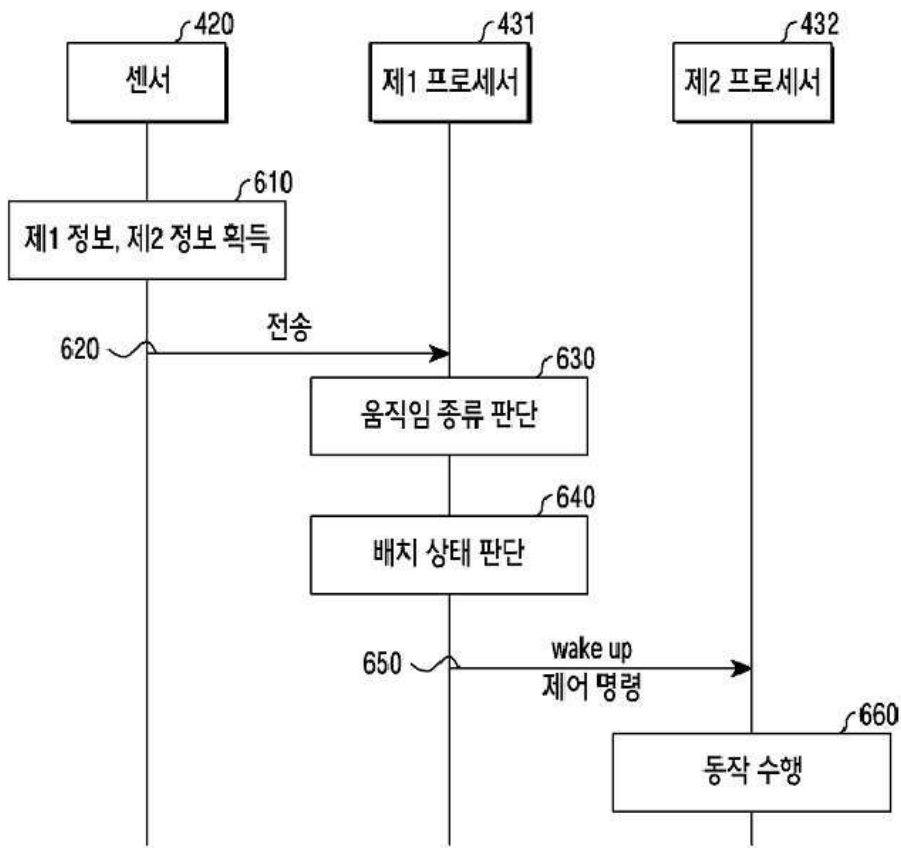 420
431
432
센서
제1 프로세서
제2 프로세서
610
제1 정보, 제2 정보 획득
전송
620
630
움직임 종류 판단
640
배치 상태 판단
wake up
650
제어 명령
660
동작 수행